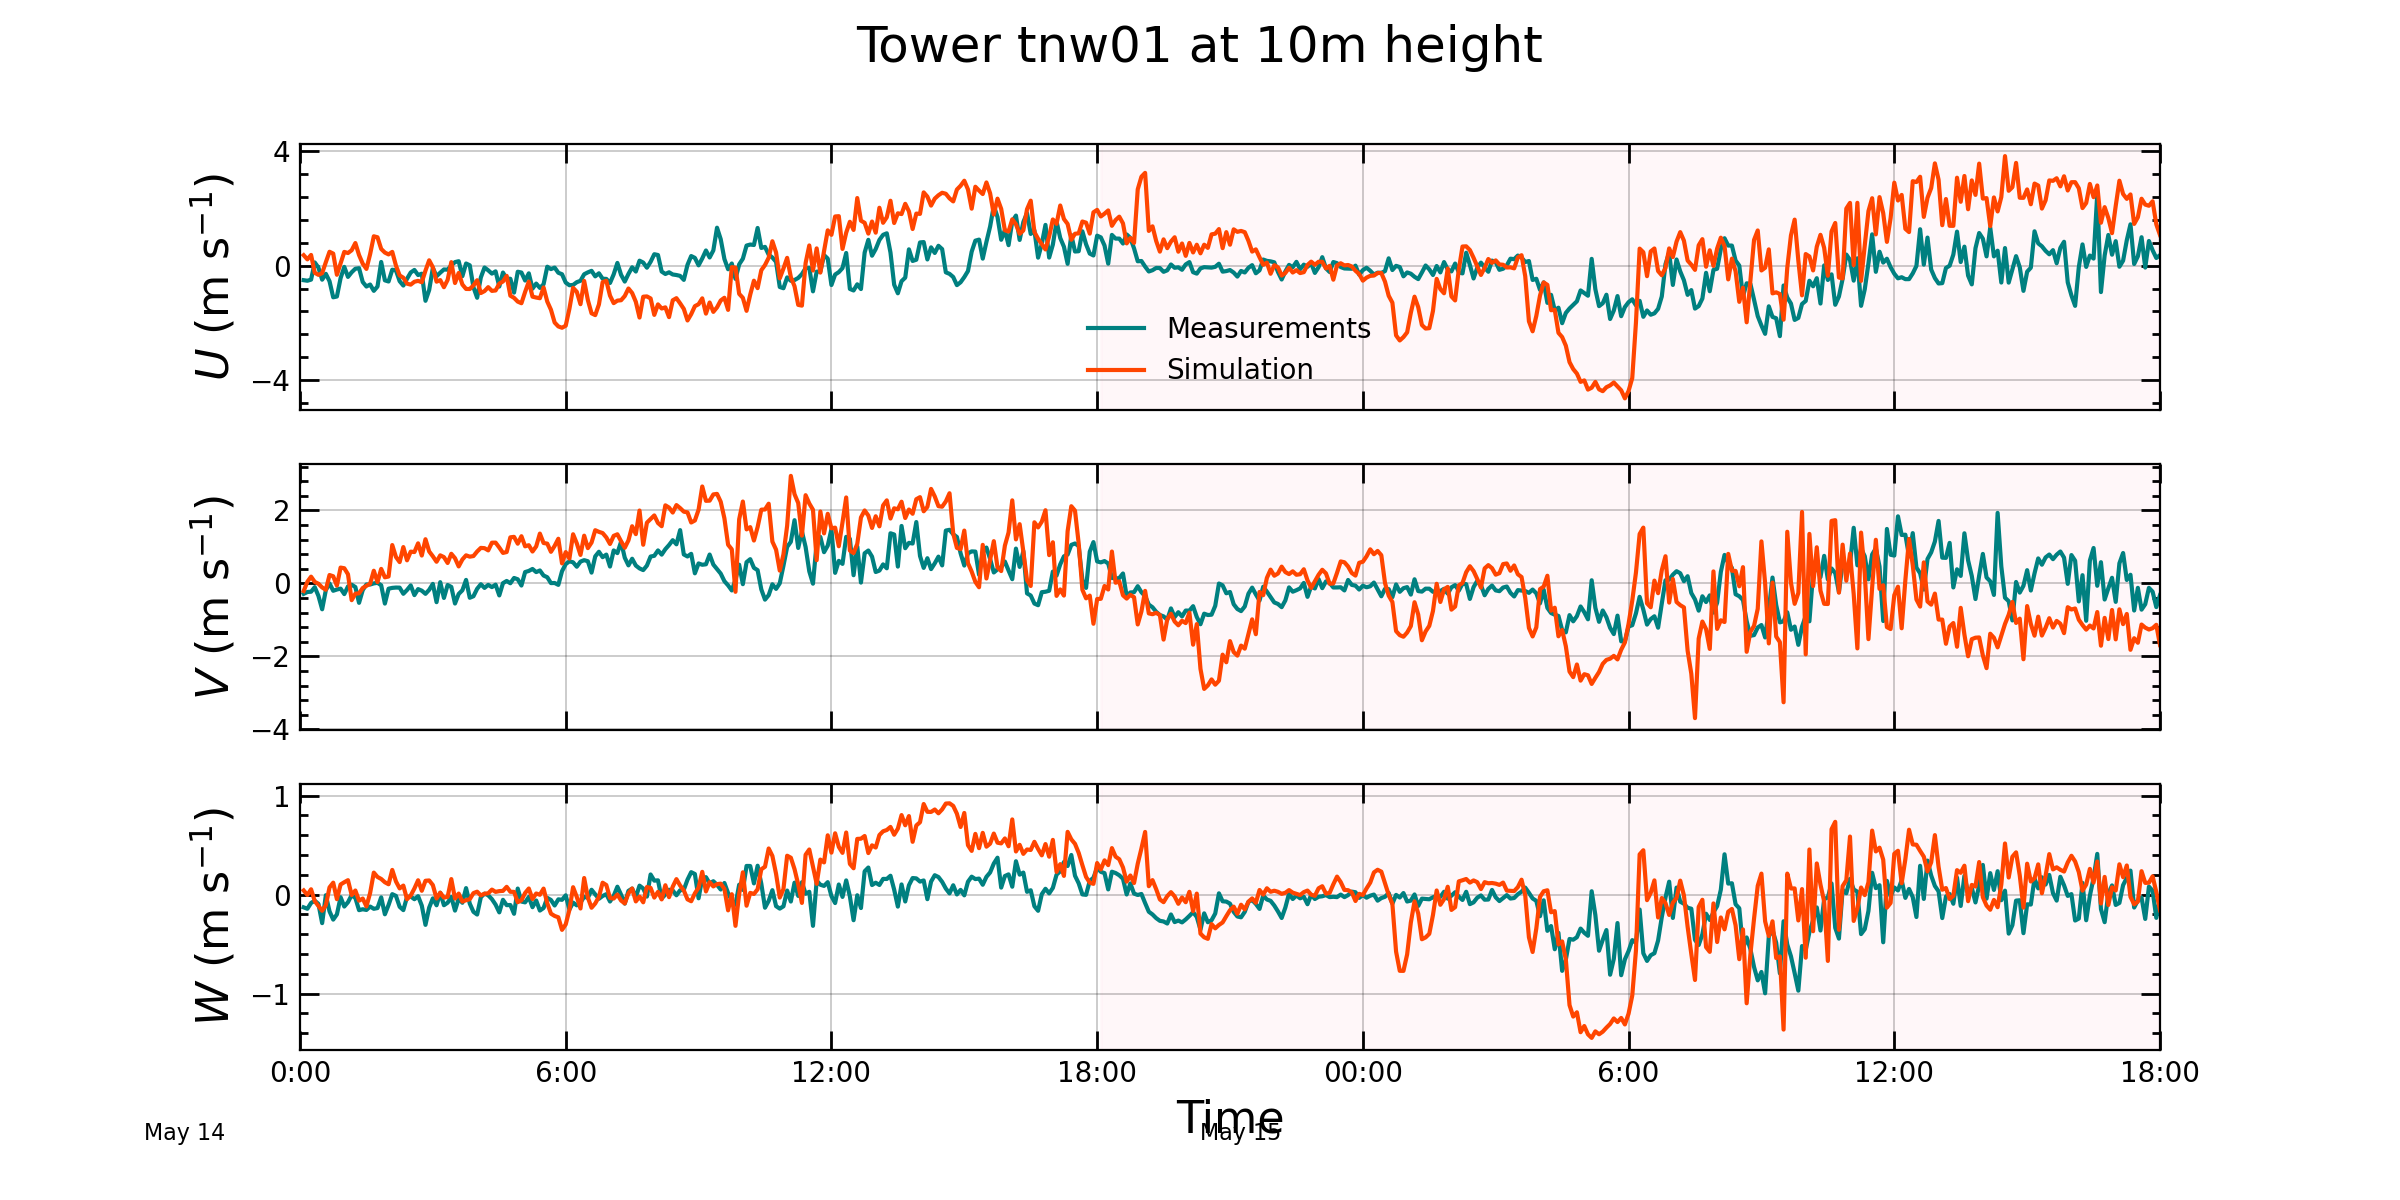 Tower tnw01 at 10m height
U (m s⁻¹)
4
0
−4
Measurements
Simulation
V (m s⁻¹)
2
0
−2
−4
W (m s⁻¹)
1
0
−1
0:00 6:00 12:00 18:00 00:00 6:00 12:00 18:00
Time
May 14 May 15